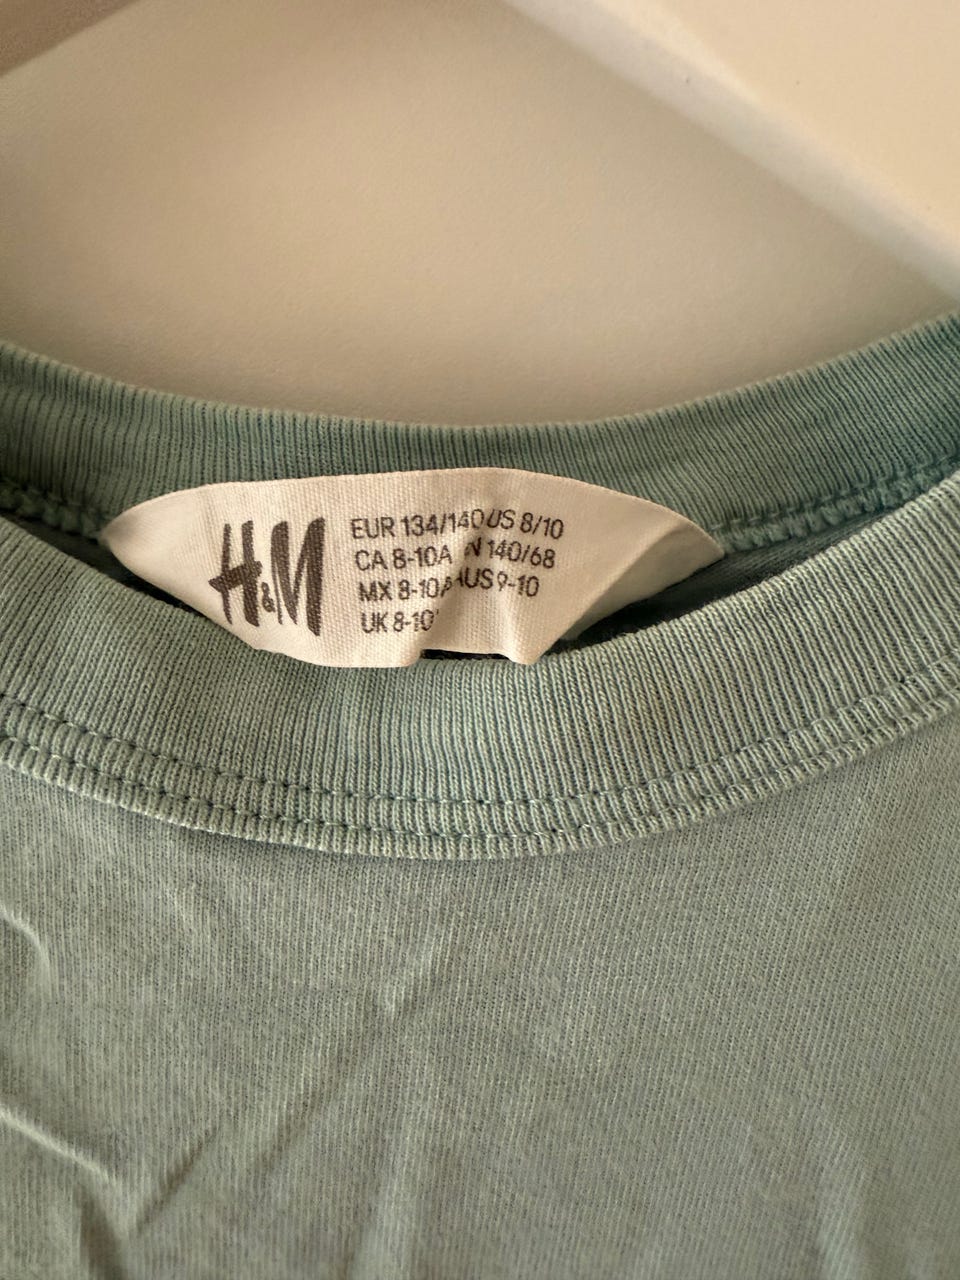 H&M
EUR 134/140 US 8/10
CA 8-10A 140/68
MX 8-10A AUS 9-10
UK 8-10